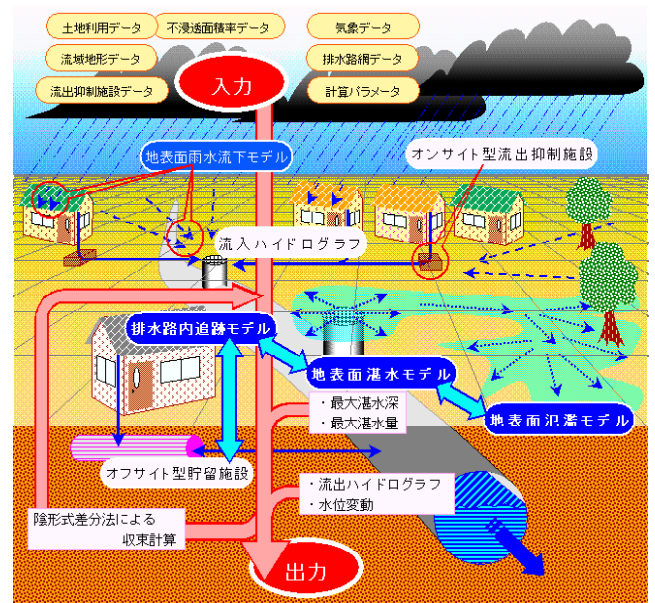 土地利用データ
不浸透面積率データ
気象データ
流域地形データ
排水路網データ
流出抑制施設データ
計算パラメータ
入力
地表面雨水流下モデル
オンサイト型流出抑制施設
流入ハイドログラフ
排水路内追跡モデル
地表面湛水モデル
・最大湛水深
・最大湛水量
地表面氾濫モデル
オフサイト型貯留施設
・流出ハイドログラフ
・水位変動
陰形式差分法による
収束計算
出力